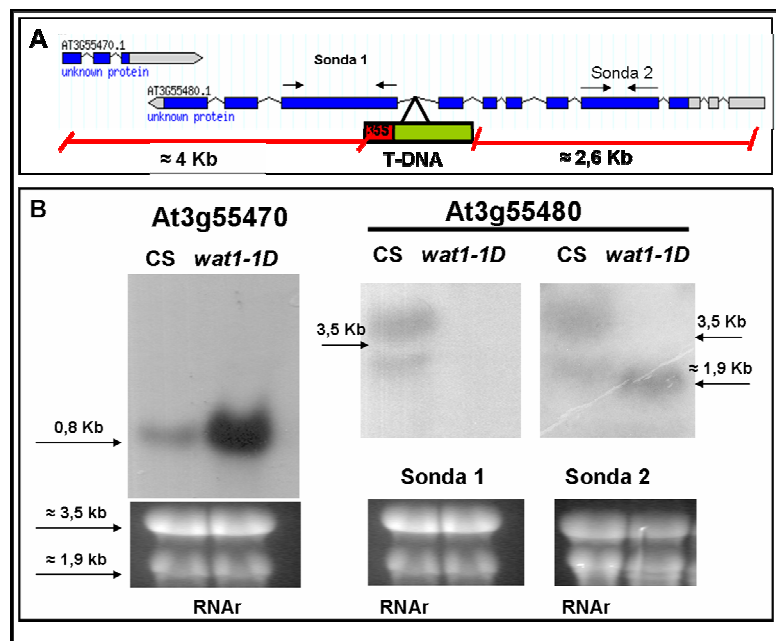 A
AT3G55470.1
unknown protein
Sonda 1
Sonda 2
AT3G55480.1
unknown protein
35S
≈ 4 Kb
T-DNA
≈ 2,6 Kb
B
At3g55470
At3g55480
CS wat1-1D
CS wat1-1D
CS wat1-1D
3,5 Kb
3,5 Kb
≈ 1,9 Kb
0,8 Kb
Sonda 1
Sonda 2
≈ 3,5 kb
≈ 1,9 kb
RNAr
RNAr
RNAr